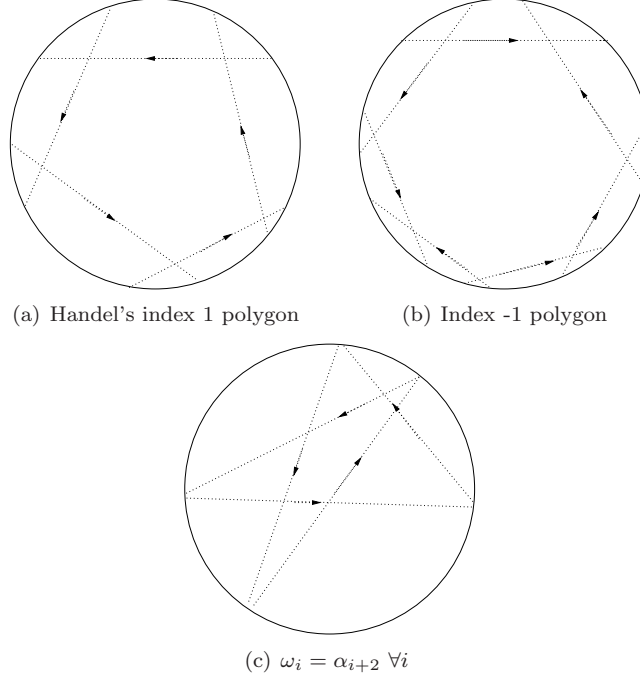 (a) Handel's index 1 polygon
(b) Index -1 polygon
(c) ωᵢ = αᵢ₊₂ ∀i